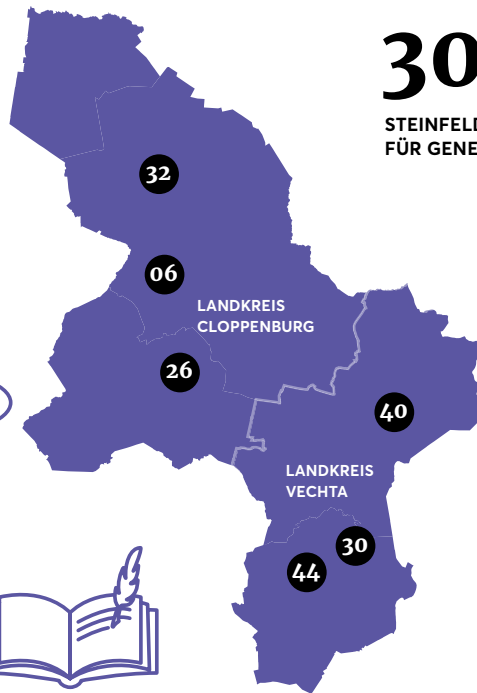 30
STEINFELD
FÜR GENE
32
06
LANDKREIS
CLOPPENBURG
26
40
LANDKREIS
VECHTA
30
44